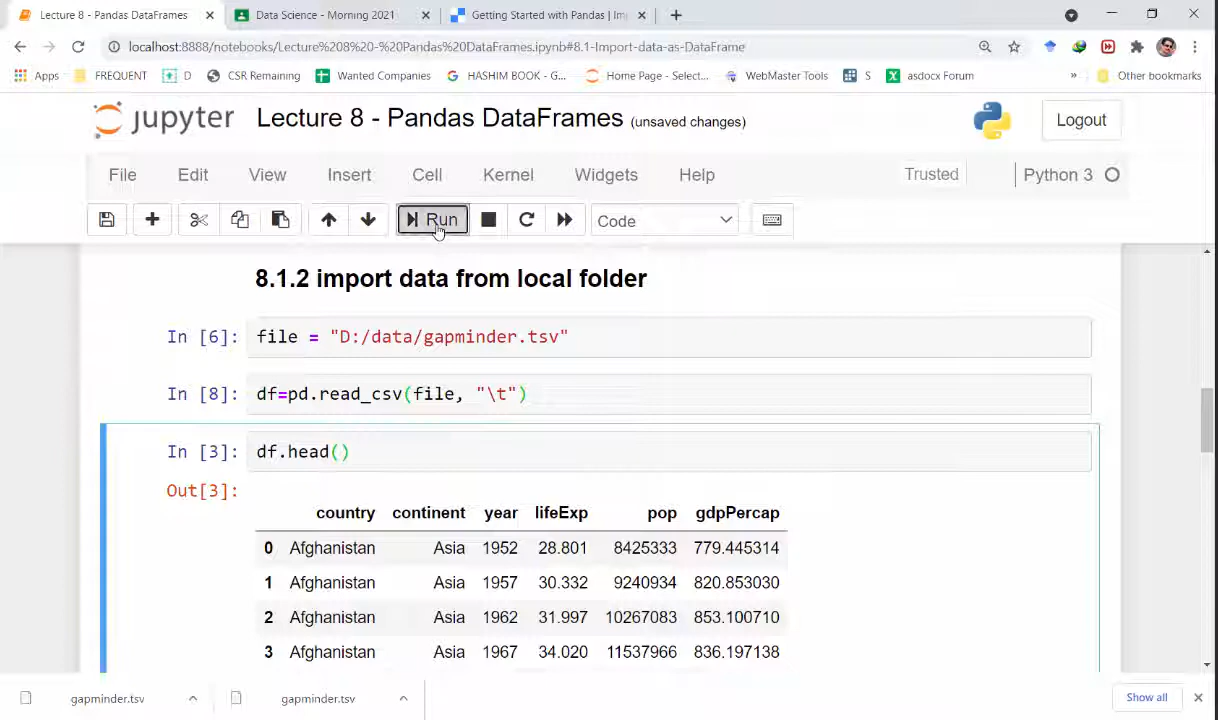 Lecture 8 - Pandas DataFrames
Data Science - Morning 2021
Getting Started with Pandas | Im
localhost:8888/notebooks/Lecture%208%20-%20Pandas%20DataFrames.ipynb#8.1-Import-data-as-DataFrame
Apps FREQUENT D CSR Remaining Wanted Companies HASHIM BOOK - G... Home Page - Select... WebMaster Tools S asdocx Forum » Other bookmarks
jupyter Lecture 8 - Pandas DataFrames (unsaved changes) Logout
File Edit View Insert Cell Kernel Widgets Help Trusted Python 3
Run Code
8.1.2 import data from local folder
In [6]: file = "D:/data/gapminder.tsv"
In [8]: df=pd.read_csv(file, "\t")
In [3]: df.head()
Out[3]:
country continent year lifeExp pop gdpPercap
0 Afghanistan Asia 1952 28.801 8425333 779.445314
1 Afghanistan Asia 1957 30.332 9240934 820.853030
2 Afghanistan Asia 1962 31.997 10267083 853.100710
3 Afghanistan Asia 1967 34.020 11537966 836.197138
gapminder.tsv gapminder.tsv Show all